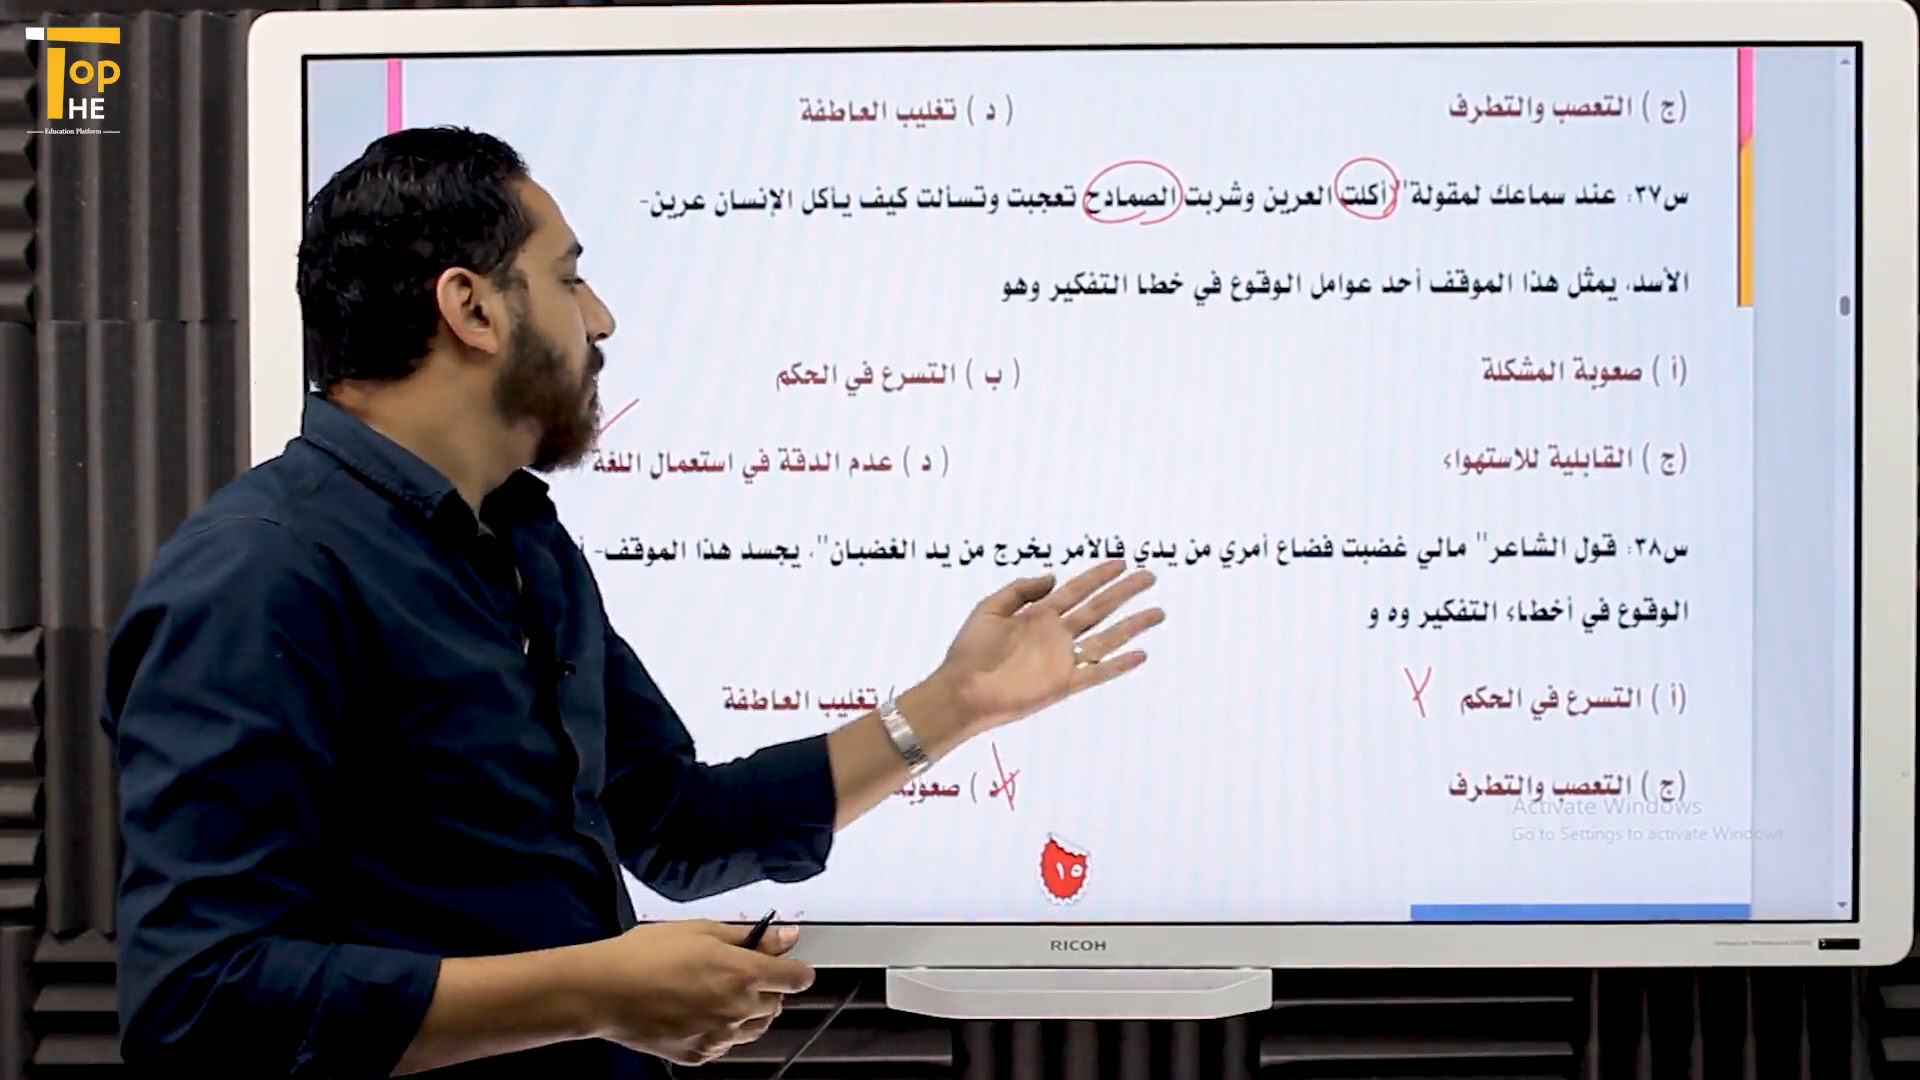 Top
HE
Education Platform
(ج) التعصب والتطرف
(د) تغليب العاطفة
س٣٧: عند سماعك لمقولة "أكلت العرين وشربت الصمادح تعجبت وتسألت كيف يأكل الإنسان عرين-
الأسد، يمثل هذا الموقف أحد عوامل الوقوع في خطا التفكير وهو
(أ) صعوبة المشكلة
(ب) التسرع في الحكم
(ج) القابلية للاستهواء
(د) عدم الدقة في استعمال اللغة
س٣٨: قول الشاعر" مالي غضبت فضاع أمري من يدي فالأمر يخرج من يد الغضبان". يجسد هذا الموقف-
الوقوع في أخطاء التفكير وه و
(أ) التسرع في الحكم
) تغليب العاطفة
(ج) التعصب والتطرف
د) صعوبة
Activate Windows
Go to Settings to activate Windows
١٥
RICOH